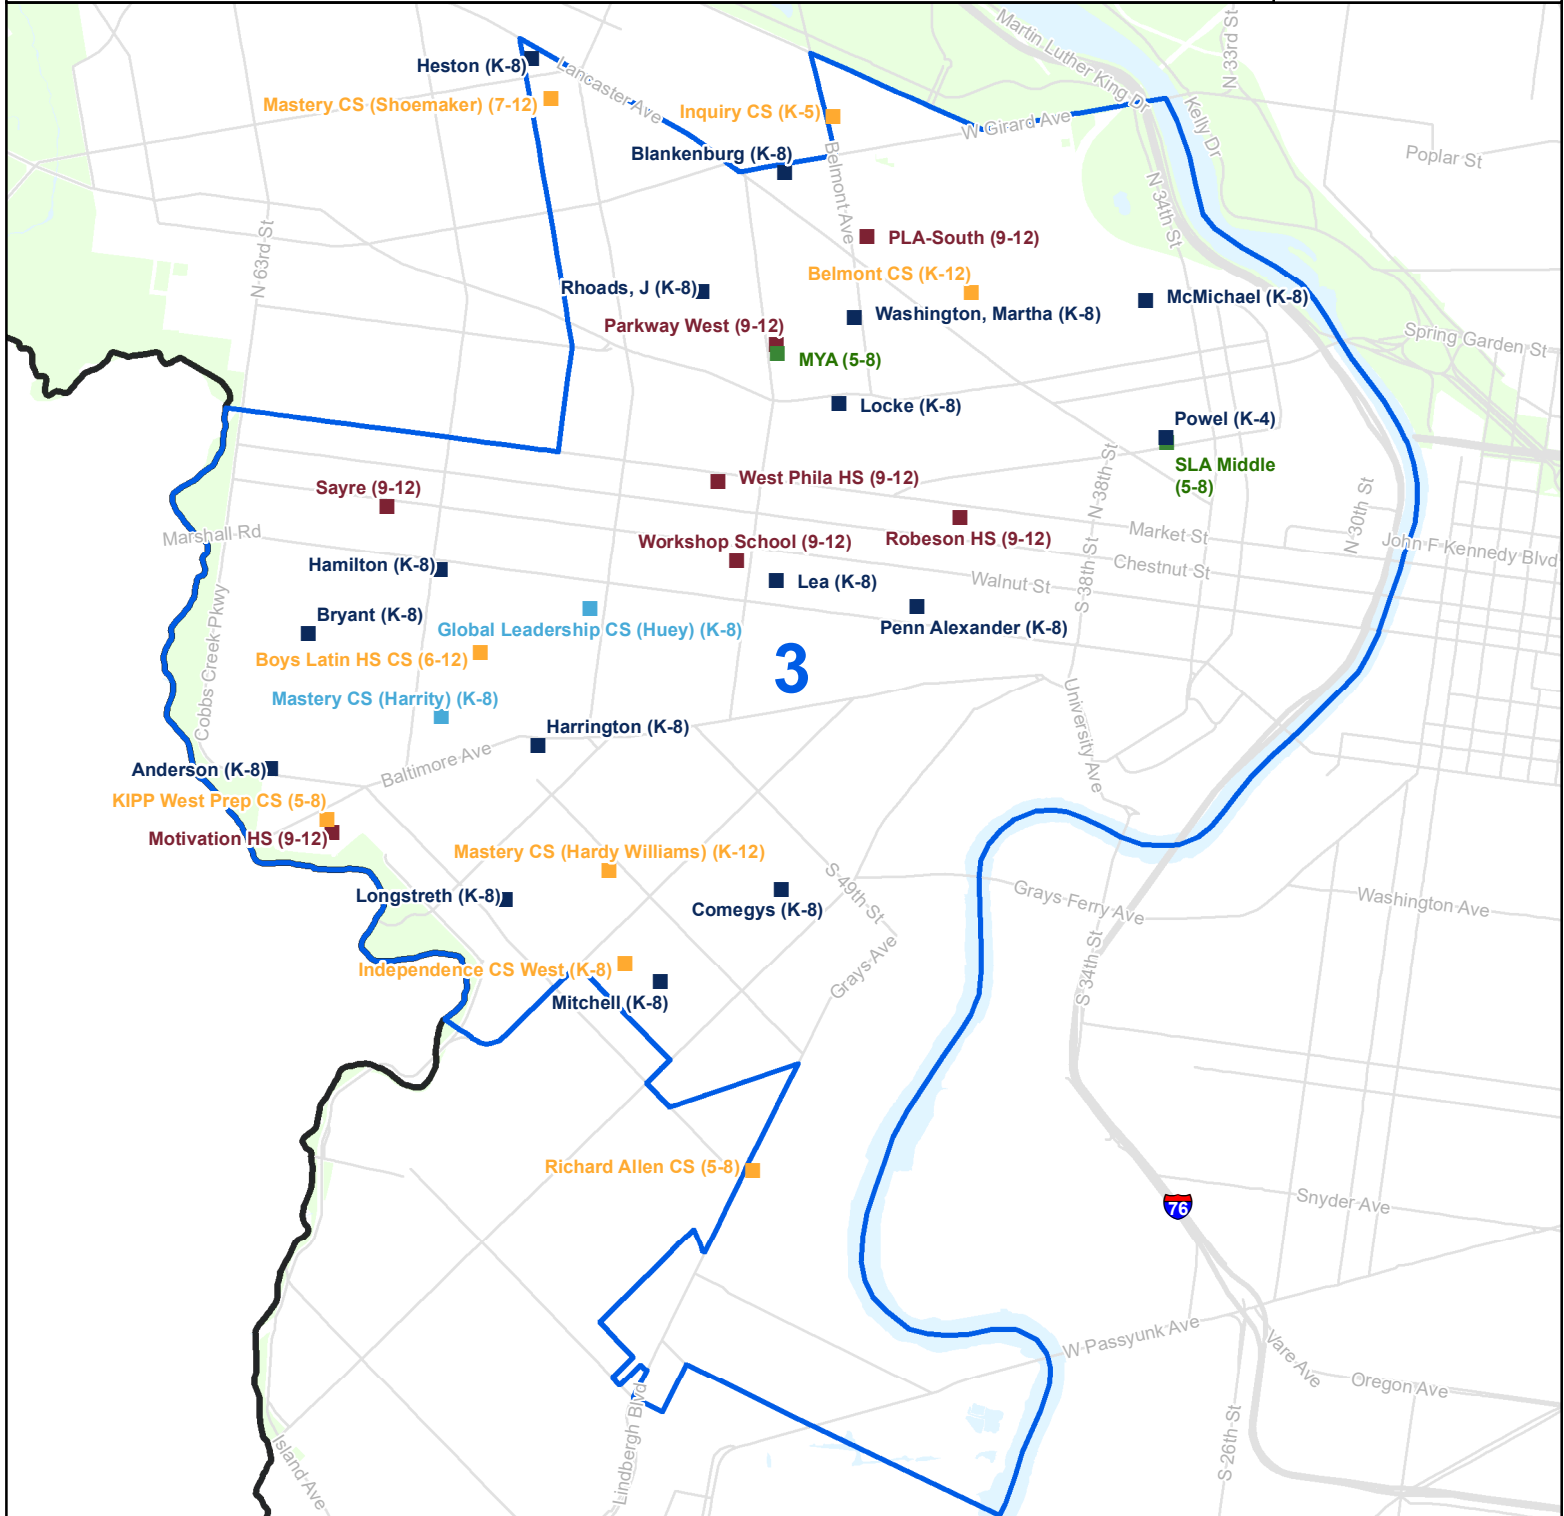 Martin Luther King Dr
N 33rd St
Heston (K-8)
Lancaster Ave
Mastery CS (Shoemaker) (7-12)
Inquiry CS (K-5)
W Girard Ave
Kelly Dr
Blankenburg (K-8)
Belmont Ave
Poplar St
N 34th St
N 63rd St
PLA-South (9-12)
Belmont CS (K-12)
Rhoads, J (K-8)
McMichael (K-8)
Washington, Martha (K-8)
Parkway West (9-12)
MYA (5-8)
Spring Garden St
Locke (K-8)
Powel (K-4)
SLA Middle
(5-8)
N 38th St
West Phila HS (9-12)
Sayre (9-12)
N 30th St
Marshall Rd
Workshop School (9-12)
Robeson HS (9-12)
Market St
John F Kennedy Blvd
Hamilton (K-8)
Lea (K-8)
Walnut St
Chestnut St
S 38th St
Bryant (K-8)
Global Leadership CS (Huey) (K-8)
Penn Alexander (K-8)
Cobbs Creek Pkwy
Boys Latin HS CS (6-12)
3
Mastery CS (Harrity) (K-8)
University Ave
Harrington (K-8)
Baltimore Ave
Anderson (K-8)
KIPP West Prep CS (5-8)
Motivation HS (9-12)
Mastery CS (Hardy Williams) (K-12)
Longstreth (K-8)
Comegys (K-8)
S 49th St
Grays Ferry Ave
Washington Ave
Grays Ave
S 34th St
Independence CS West (K-8)
Mitchell (K-8)
Richard Allen CS (5-8)
76
Snyder Ave
W Passyunk Ave
Vare Ave
Oregon Ave
Lindbergh Blvd
S 26th St
Island Ave